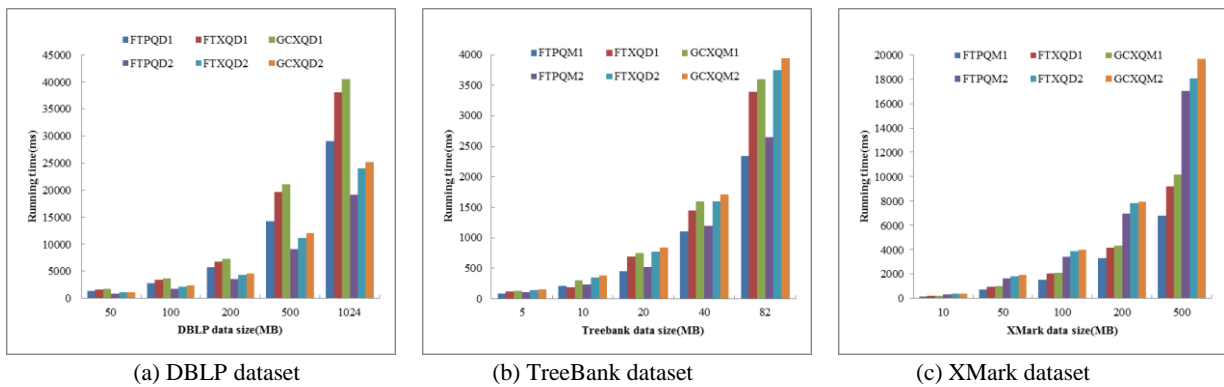 FTPQD1 FTXQD1 GCXQD1
FTPQD2 FTXQD2 GCXQD2
45000
40000
35000
30000
25000
20000
15000
10000
5000
0
Running time(ms)
50 100 200 500 1024
DBLP data size(MB)
(a) DBLP dataset
FTPQM1 FTXQD1 GCXQM1
FTPQM2 FTXQD2 GCXQM2
4000
3500
3000
2500
2000
1500
1000
500
0
Running time(ms)
5 10 20 40 82
Treebank data size(MB)
(b) TreeBank dataset
FTPQM1 FTXQD1 GCXQM1
FTPQM2 FTXQD2 GCXQM2
20000
18000
16000
14000
12000
10000
8000
6000
4000
2000
0
Running time(ms)
10 50 100 200 500
XMark data size(MB)
(c) XMark dataset